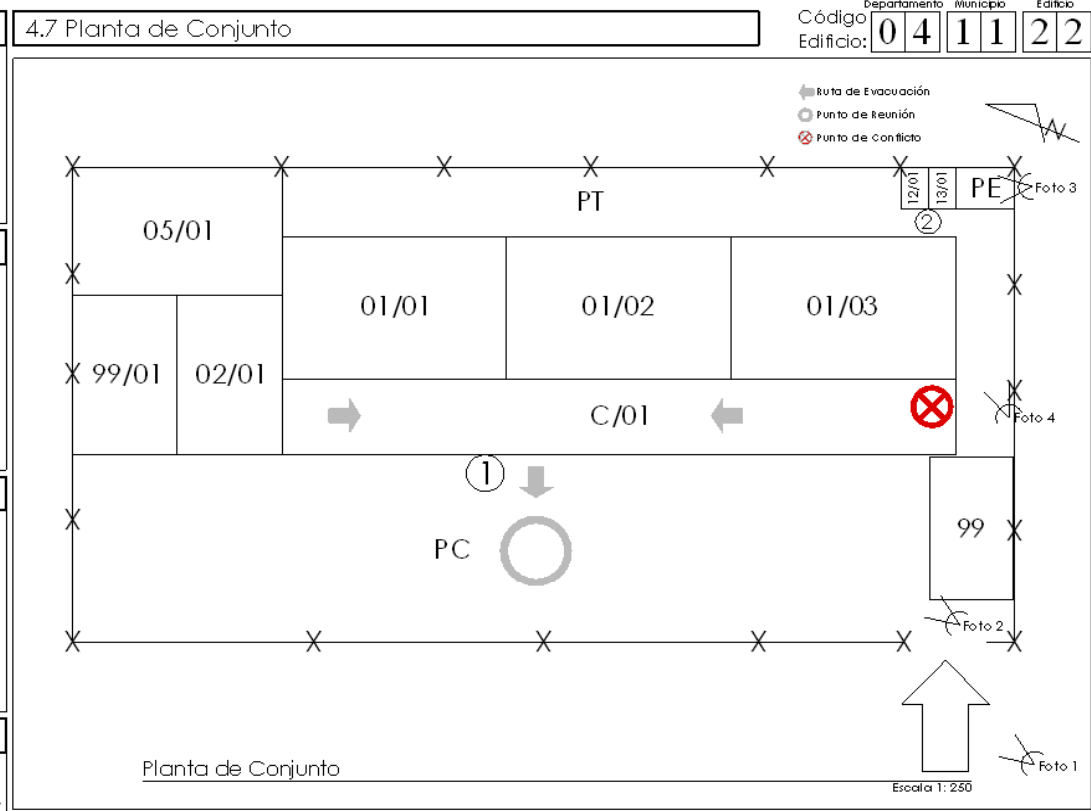 4.7 Planta de Conjunto
Departamento Municipio Edificio
Código Edificio: 0 4 1 1 2 2
Ruta de Evacuación
Punto de Reunión
Punto de Conflicto
N
12/01
13/01
PE
Foto 3
PT
2
05/01
01/01
01/02
01/03
99/01
02/01
C/01
Foto 4
1
PC
99
Foto 2
Foto 1
Planta de Conjunto
Escala 1: 250